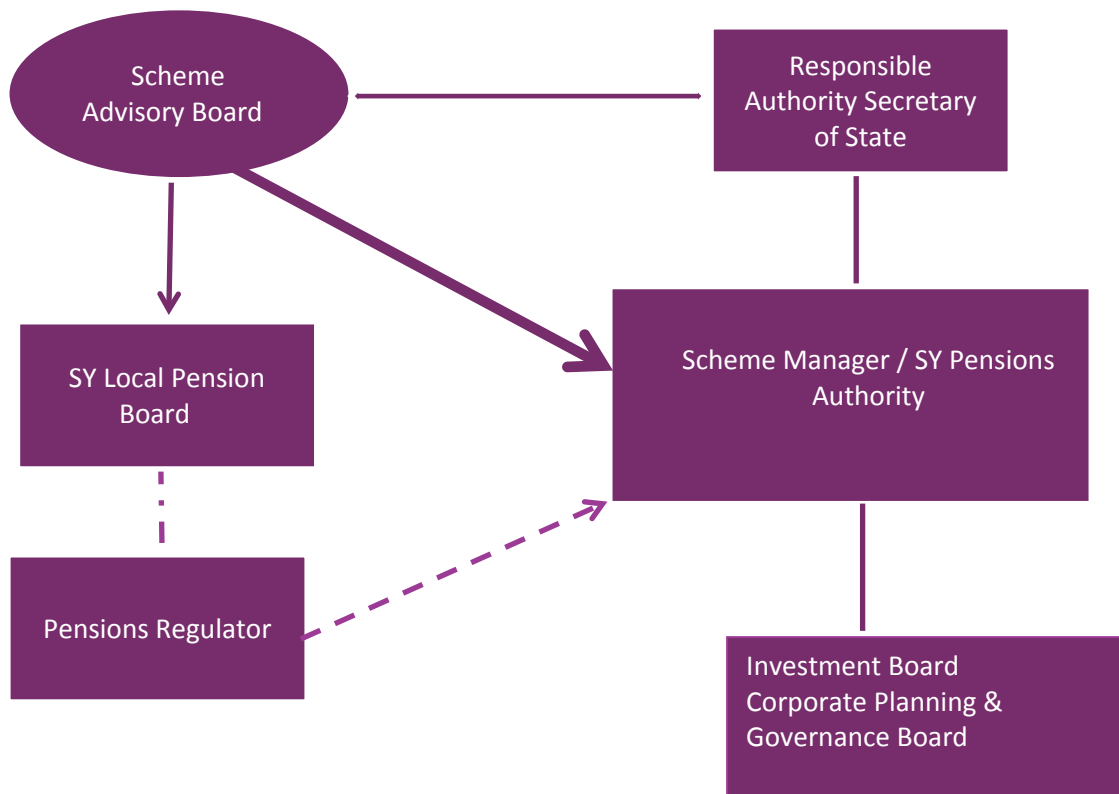 Scheme
Advisory Board
Responsible
Authority Secretary
of State
SY Local Pension
Board
Scheme Manager / SY Pensions
Authority
Pensions Regulator
Investment Board
Corporate Planning &
Governance Board